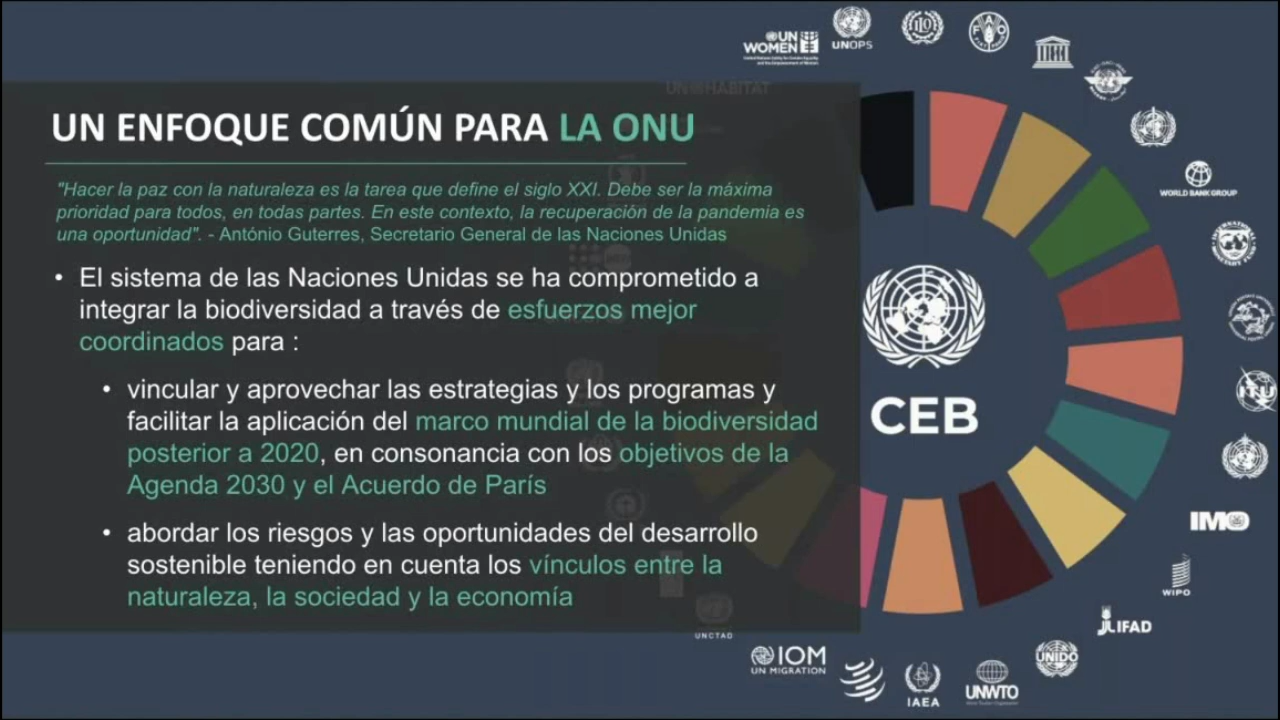 UN ENFOQUE COMÚN PARA LA ONU
"Hacer la paz con la naturaleza es la tarea que define el siglo XXI. Debe ser la máxima
prioridad para todos, en todas partes. En este contexto, la recuperación de la pandemia es
una oportunidad". - António Guterres, Secretario General de las Naciones Unidas
• El sistema de las Naciones Unidas se ha comprometido a
integrar la biodiversidad a través de esfuerzos mejor
coordinados para :
• vincular y aprovechar las estrategias y los programas y
facilitar la aplicación del marco mundial de la biodiversidad
posterior a 2020, en consonancia con los objetivos de la
Agenda 2030 y el Acuerdo de París
• abordar los riesgos y las oportunidades del desarrollo
sostenible teniendo en cuenta los vínculos entre la
naturaleza, la sociedad y la economía
CEB
UN HABITAT
UN
WOMEN
UNOPS
FAO
WORLD BANK GROUP
ITU
IMO
WIPO
IFAD
UNIDO
UNWTO
IAEA
IOM
UN MIGRATION
UNCTAD